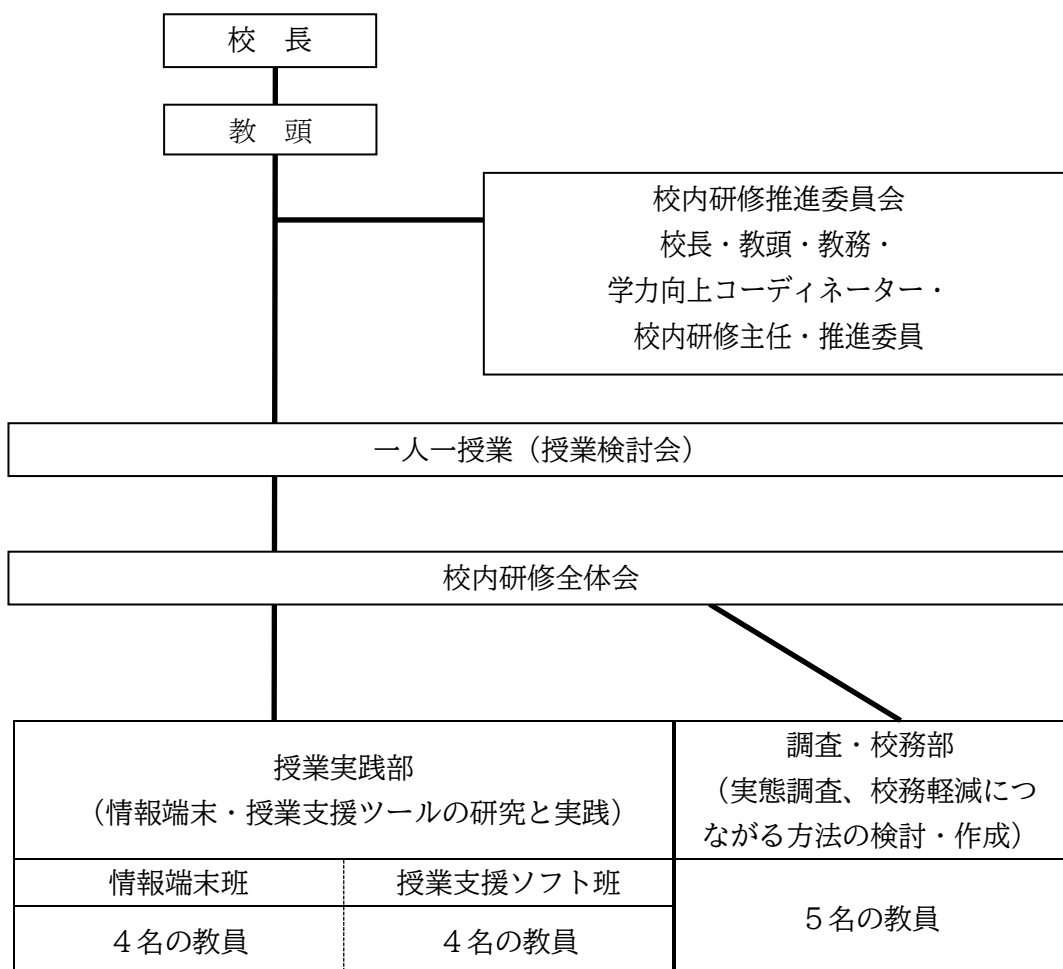 校　長
教　頭
校内研修推進委員会
校長・教頭・教務・
学力向上コーディネーター・
校内研修主任・推進委員
一人一授業（授業検討会）
校内研修全体会
授業実践部
（情報端末・授業支援ツールの研究と実践）
調査・校務部
（実態調査、校務軽減につ
ながる方法の検討・作成）
情報端末班
授業支援ソフト班
４名の教員
４名の教員
５名の教員